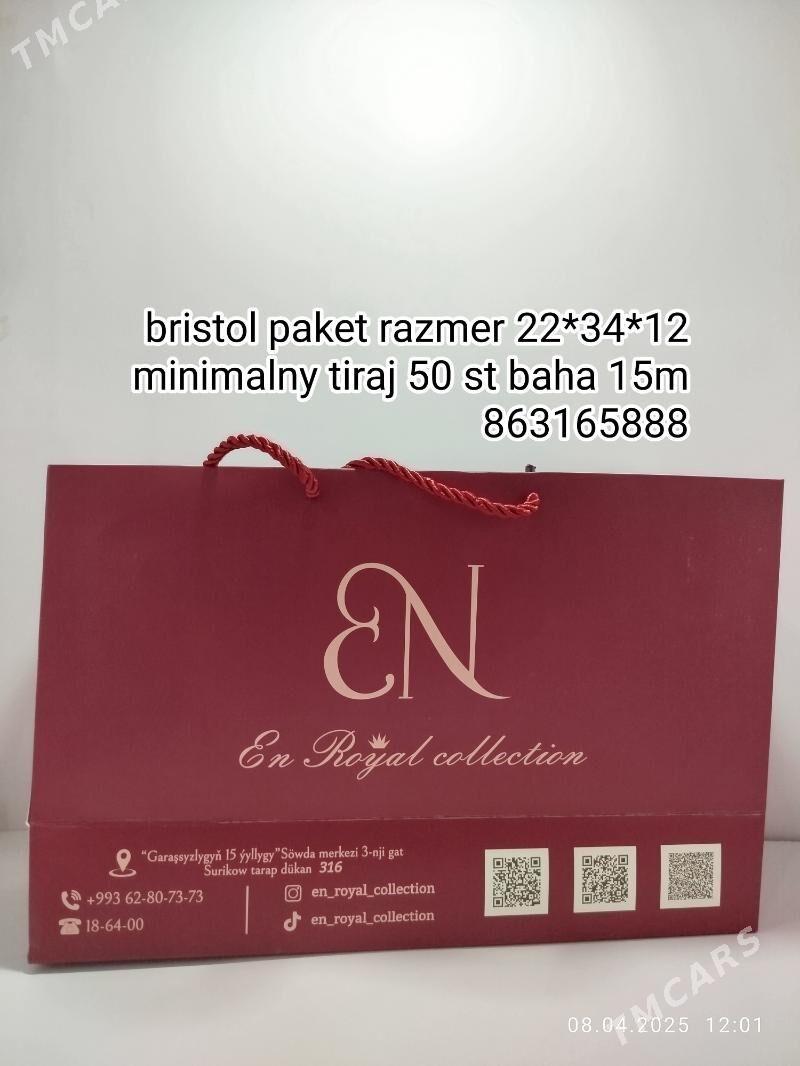 TMCARS
bristol paket razmer 22*34*12
minimalny tiraj 50 st baha 15m
863165888
EN
En Royal collection
“Garaşsyzlygyň 15 ýyllygy”Söwda merkezi 3-nji gat
Surikow tarap dükan 316
+993 62-80-73-73
18-64-00
en_royal_collection
en_royal_collection
TMCARS
08.04.2025 12:01